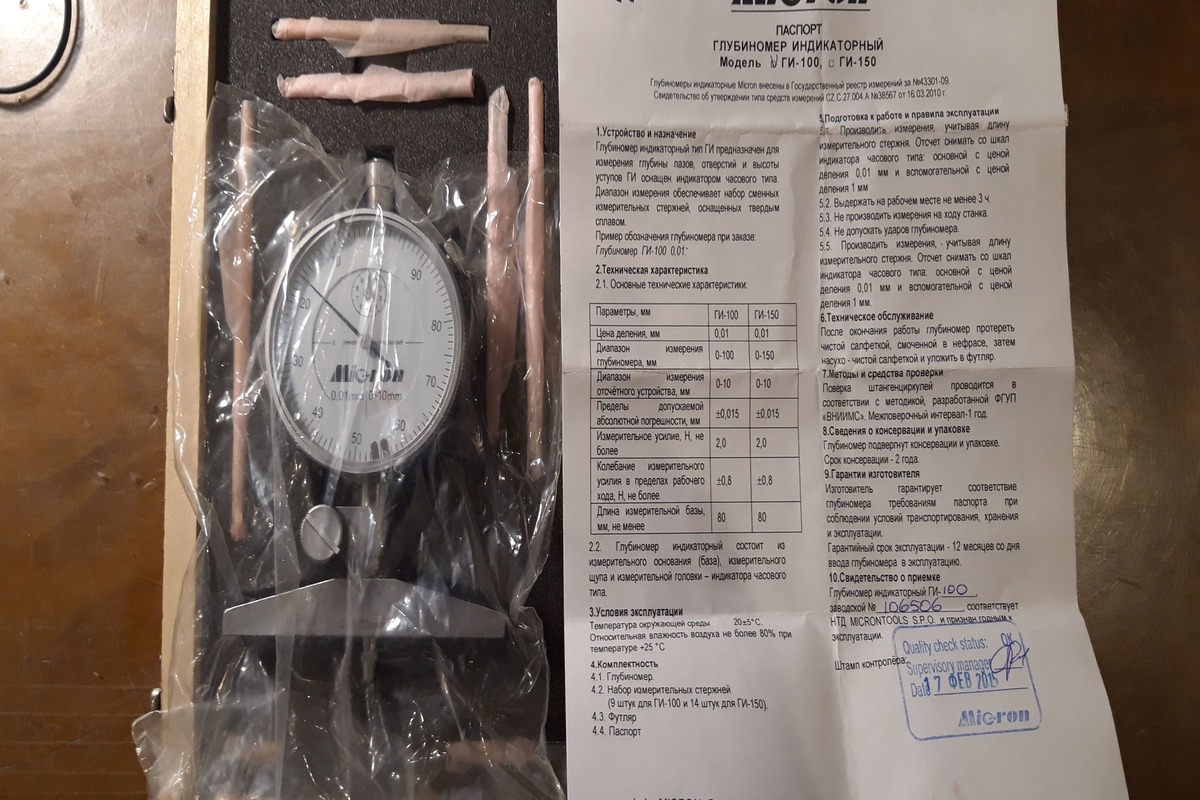 Micron
ПАСПОРТ
ГЛУБИНОМЕР ИНДИКАТОРНЫЙ
Модель ГИ-100, □ ГИ-150
Глубиномеры индикаторные Micron внесены в Государственный реестр измерений за №43301-09.
Свидетельство об утверждении типа средств измерений CZ.C.27.004.A №38567 от 16.03.2010 г.
1.Устройство и назначение
Глубиномер индикаторный тип ГИ предназначен для
измерения глубины пазов, отверстий и высоты
уступов ГИ оснащен индикатором часового типа.
Диапазон измерения обеспечивает набор сменных
измерительных стержней, оснащенных твердым
сплавом.
Пример обозначения глубиномера при заказе:
Глубиномер ГИ-100 0,01.
2.Техническая характеристика
2.1. Основные технические характеристики:
Параметры, мм ГИ-100 ГИ-150
Цена деления, мм 0,01 0,01
Диапазон измерения
глубиномера, мм 0-100 0-150
Диапазон измерения
отсчётного устройства, мм 0-10 0-10
Пределы допускаемой
абсолютной погрешности, мм ±0,015 ±0,015
Измерительное усилие, Н, не
более 2,0 2,0
Колебание измерительного
усилия в пределах рабочего
хода, Н, не более ±0,8 ±0,8
Длина измерительной базы,
мм, не менее 80 80
2.2. Глубиномер индикаторный состоит из
измерительного основания (база), измерительного
щупа и измерительной головки – индикатора часового
типа.
3.Условия эксплуатации
Температура окружающей среды 20±5°С.
Относительная влажность воздуха не более 80% при
температуре +25 °С
4.Комплектность
4.1. Глубиномер.
4.2. Набор измерительных стержней
(9 штук для ГИ-100 и 14 штук для ГИ-150).
4.3. Футляр
4.4. Паспорт
5.Подготовка к работе и правила эксплуатации
5.1. Производить измерения, учитывая длину
измерительного стержня. Отсчет снимать со шкал
индикатора часового типа: основной с ценой
деления 0,01 мм и вспомогательной с ценой
деления 1 мм
5.2. Выдержать на рабочем месте не менее 3 ч.
5.3. Не производить измерения на ходу станка.
5.4. Не допускать ударов глубиномера.
5.5. Производить измерения, учитывая длину
измерительного стержня. Отсчет снимать со шкал
индикатора часового типа: основной с ценой
деления 0,01 мм и вспомогательной с ценой
деления 1 мм.
6.Техническое обслуживание
После окончания работы глубиномер протереть
чистой салфеткой, смоченной в нефрасе, затем
насухо - чистой салфеткой и уложить в футляр.
7.Методы и средства проверки
Поверка штангенциркулей проводится в
соответствии с методикой, разработанной ФГУП
«ВНИИМС». Межповерочный интервал-1 год.
8.Сведения о консервации и упаковке
Глубиномер подвергнут консервации и упаковке.
Срок консервации - 2 года.
9.Гарантии изготовителя
Изготовитель гарантирует соответствие
глубиномера требованиям паспорта при
соблюдении условий транспортирования, хранения
и эксплуатации.
Гарантийный срок эксплуатации - 12 месяцев со дня
ввода глубиномера в эксплуатацию.
10.Свидетельство о приемке
Глубиномер индикаторный ГИ-100
заводской № 106506 соответствует
НТД MICRONTOOLS S.P.O. и признан годным к
эксплуатации.
Штамп контролера:
Quality check status: OK
Supervisory manager
Date 17 ФЕВ 2015
Micron
0
90
20
80
30
70
40
50
Micron
0.01mm 0-10mm